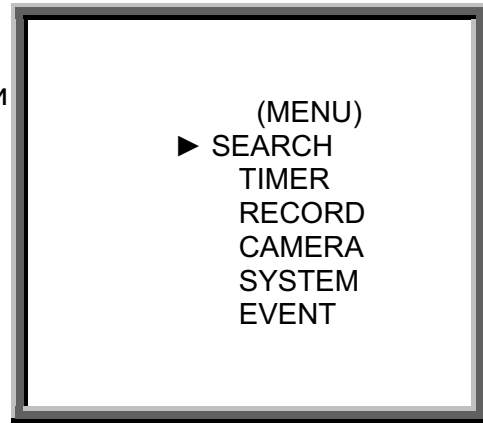 (MENU)
► SEARCH
TIMER
RECORD
CAMERA
SYSTEM
EVENT